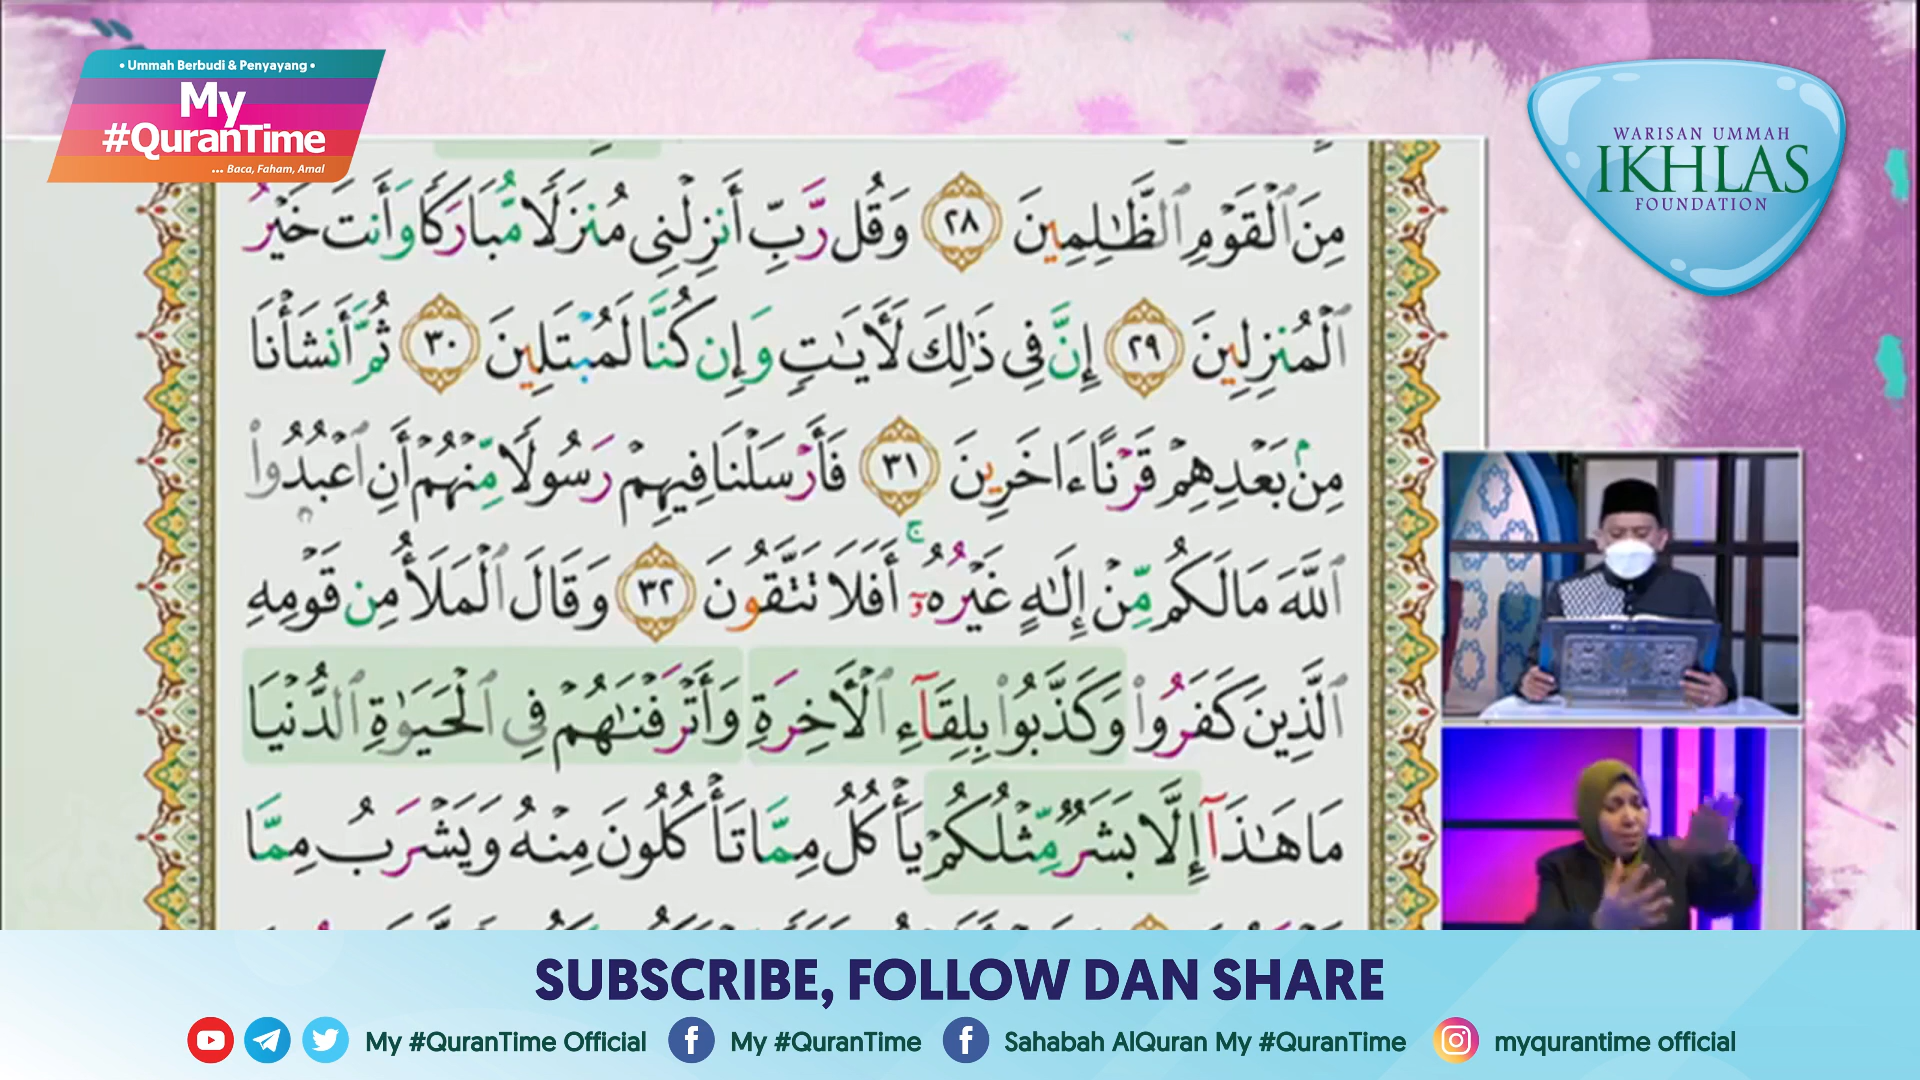 • Ummah Berbudi & Penyayang •
My
#QuranTime
... Baca, Faham, Amal
WARISAN UMMAH
IKHLAS
FOUNDATION
مِنَ ٱلْقَوْمِ ٱلظَّـٰلِمِينَ ٢٨ وَقُل رَّبِّ أَنزِلْنِى مُنزَلًا مُّبَارَكًا وَأَنتَ خَيْرُ
ٱلْمُنزِلِينَ ٢٩ إِنَّ فِى ذَٰلِكَ لَـَٔايَـٰتٍ وَإِن كُنَّا لَمُبْتَلِينَ ٣٠ ثُمَّ أَنشَأْنَا
مِنۢ بَعْدِهِمْ قَرْنًا ءَاخَرِينَ ٣١ فَأَرْسَلْنَا فِيهِمْ رَسُولًا مِّنْهُمْ أَنِ ٱعْبُدُوا۟
ٱللَّهَ مَا لَكُم مِّنْ إِلَـٰهٍ غَيْرُهُۥٓ ۚ أَفَلَا تَتَّقُونَ ٣٢ وَقَالَ ٱلْمَلَأُ مِن قَوْمِهِ
ٱلَّذِينَ كَفَرُوا۟ وَكَذَّبُوا۟ بِلِقَآءِ ٱلْـَٔاخِرَةِ وَأَتْرَفْنَـٰهُمْ فِى ٱلْحَيَوٰةِ ٱلدُّنْيَا
مَا هَـٰذَآ إِلَّا بَشَرٌ مِّثْلُكُمْ يَأْكُلُ مِمَّا تَأْكُلُونَ مِنْهُ وَيَشْرَبُ مِمَّا
SUBSCRIBE, FOLLOW DAN SHARE
My #QuranTime Official My #QuranTime Sahabah AlQuran My #QuranTime myqurantime official